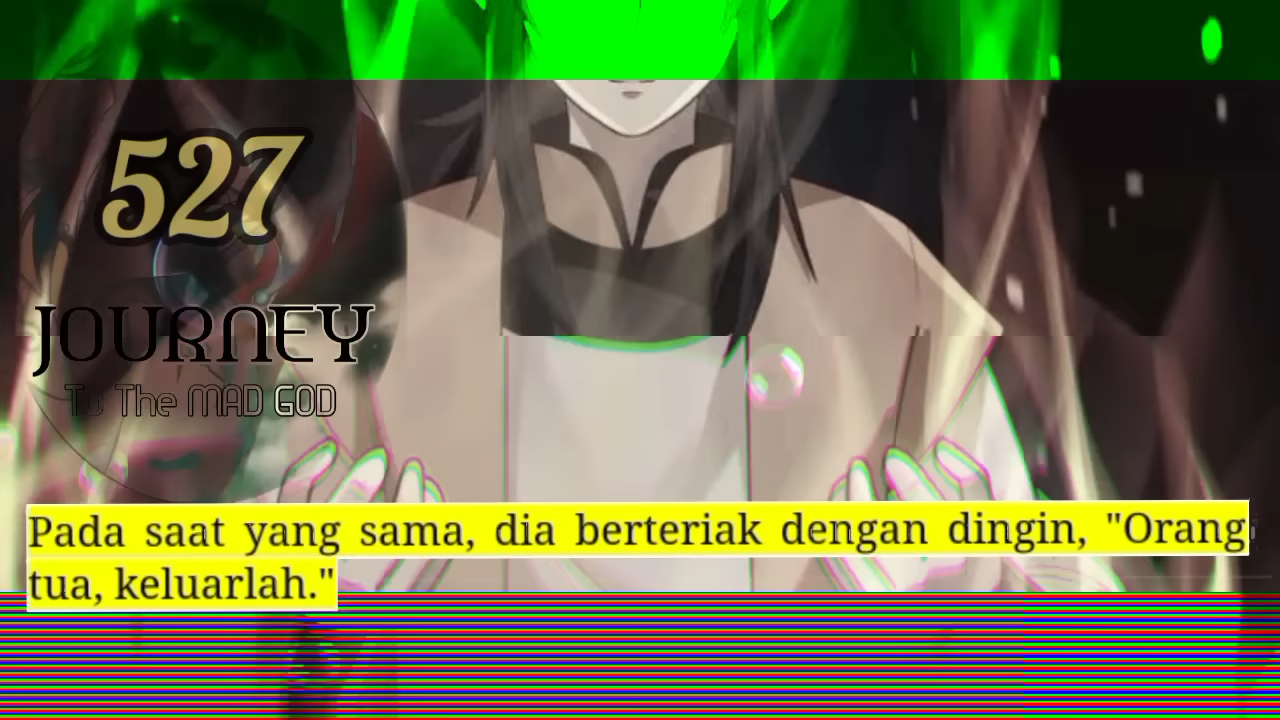 527
JOURNEY
To The MAD GOD
Pada saat yang sama, dia berteriak dengan dingin, "Orang
tua, keluarlah."